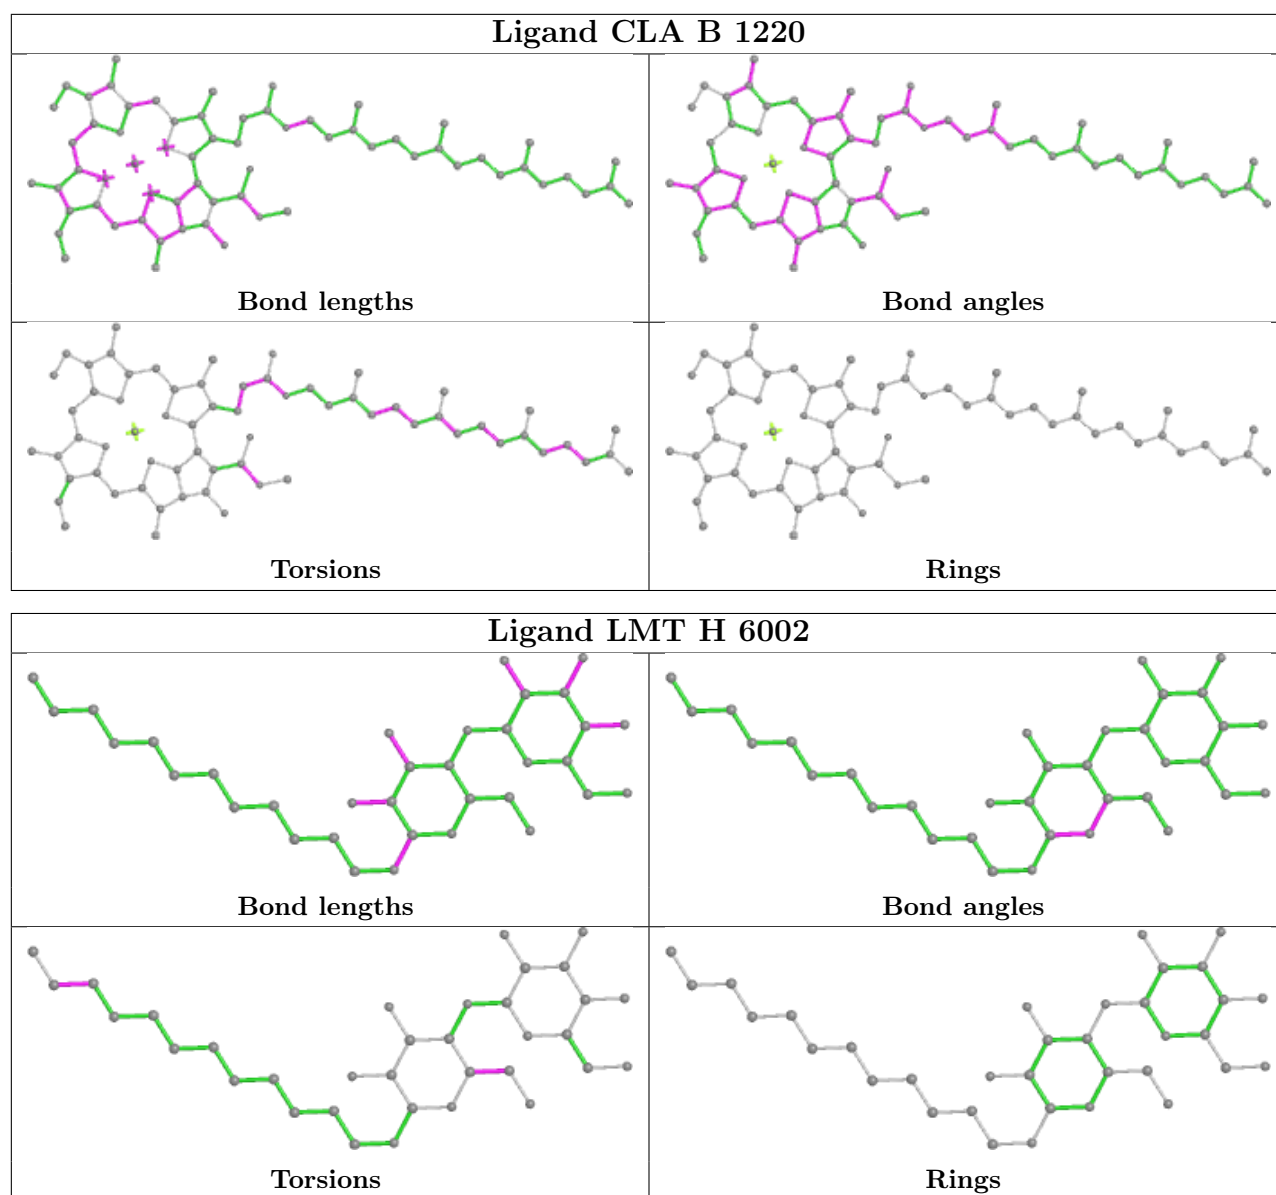 Ligand CLA B 1220
Bond lengths
Bond angles
Torsions
Rings
Ligand LMT H 6002
Bond lengths
Bond angles
Torsions
Rings